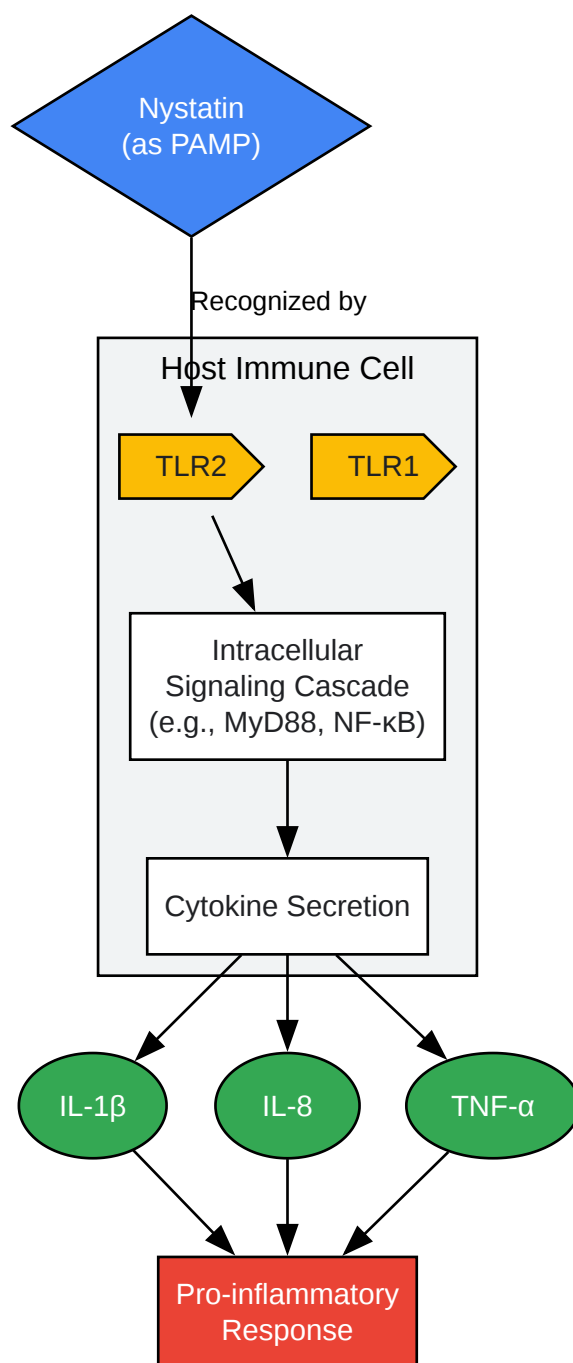 Nystatin
(as PAMP)
Recognized by
Host Immune Cell
TLR2
TLR1
Intracellular
Signaling Cascade
(e.g., MyD88, NF-κB)
Cytokine Secretion
IL-1β
IL-8
TNF-α
Pro-inflammatory
Response